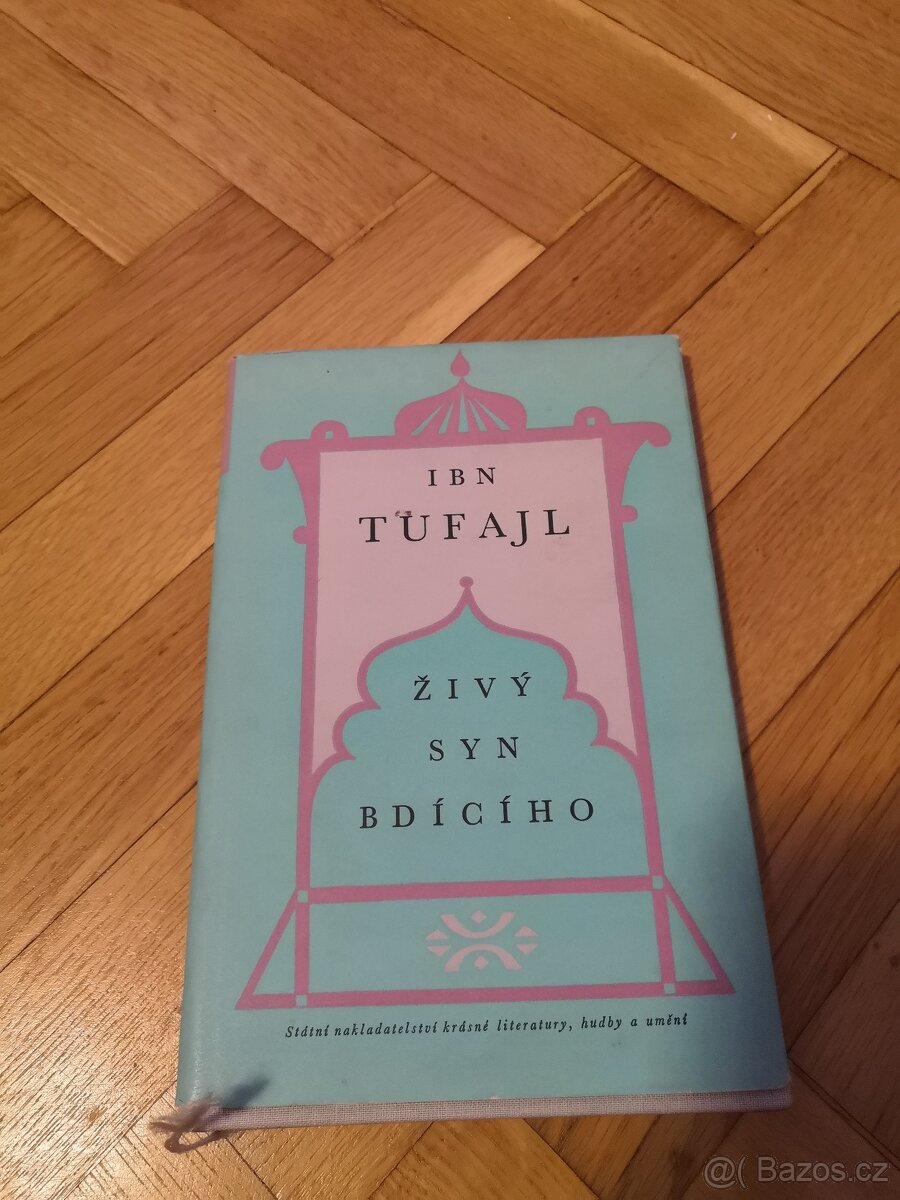 IBN
TUFAJL
ŽIVÝ
SYN
BDÍCÍHO
Státní nakladatelství krásné literatury, hudby a umění
@( Bazos.cz